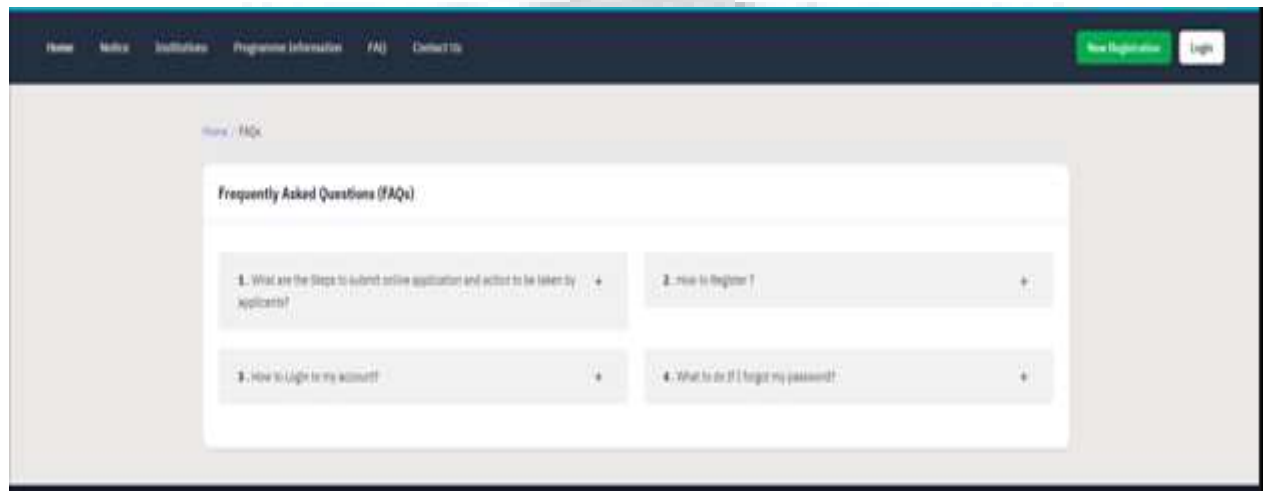 Home Notice Institutions Programme Information FAQ Contact Us New Registration Login
Home / FAQs
Frequently Asked Questions (FAQs)
1. What are the Steps to submit online application and action to be taken by +
applicants?
2. How to Register ? +
3. How to Login to my account? +
4. What to do If I forgot my password? +